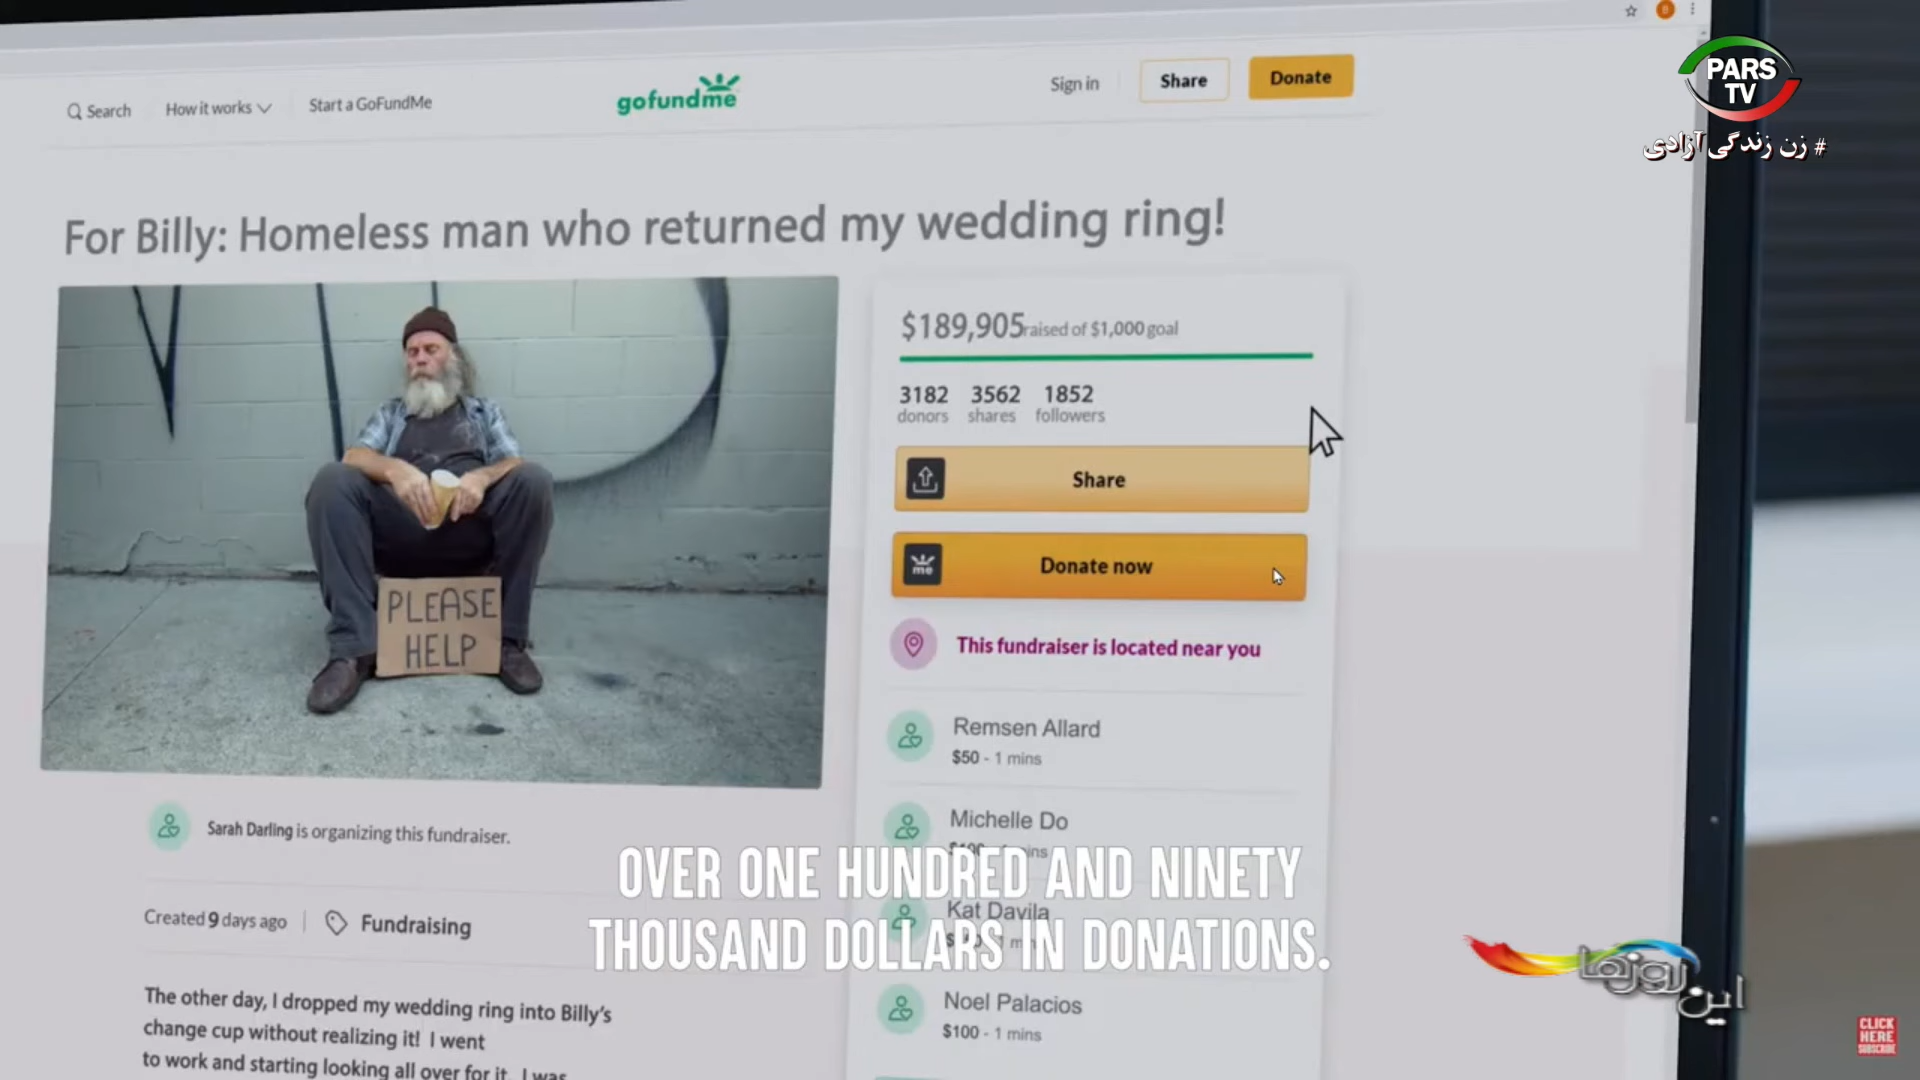 PARS
TV
# زن زندگی آزادی
Search
How it works
Start a GoFundMe
gofundme
Sign in
Share
Donate
For Billy: Homeless man who returned my wedding ring!
PLEASE
HELP
$189,905 raised of $1,000 goal
3182 3562 1852
donors shares followers
Share
me
Donate now
This fundraiser is located near you
Remsen Allard
$50 - 1 mins
Michelle Do
Kat Davila
Noel Palacios
$100 - 1 mins
Sarah Darling is organizing this fundraiser.
Created 9 days ago
Fundraising
The other day, I dropped my wedding ring into Billy's
change cup without realizing it! I went
to work and starting looking all over for it. I was
OVER ONE HUNDRED AND NINETY
THOUSAND DOLLARS IN DONATIONS.
این روزها
CLICK
HERE
SUBSCRIBE